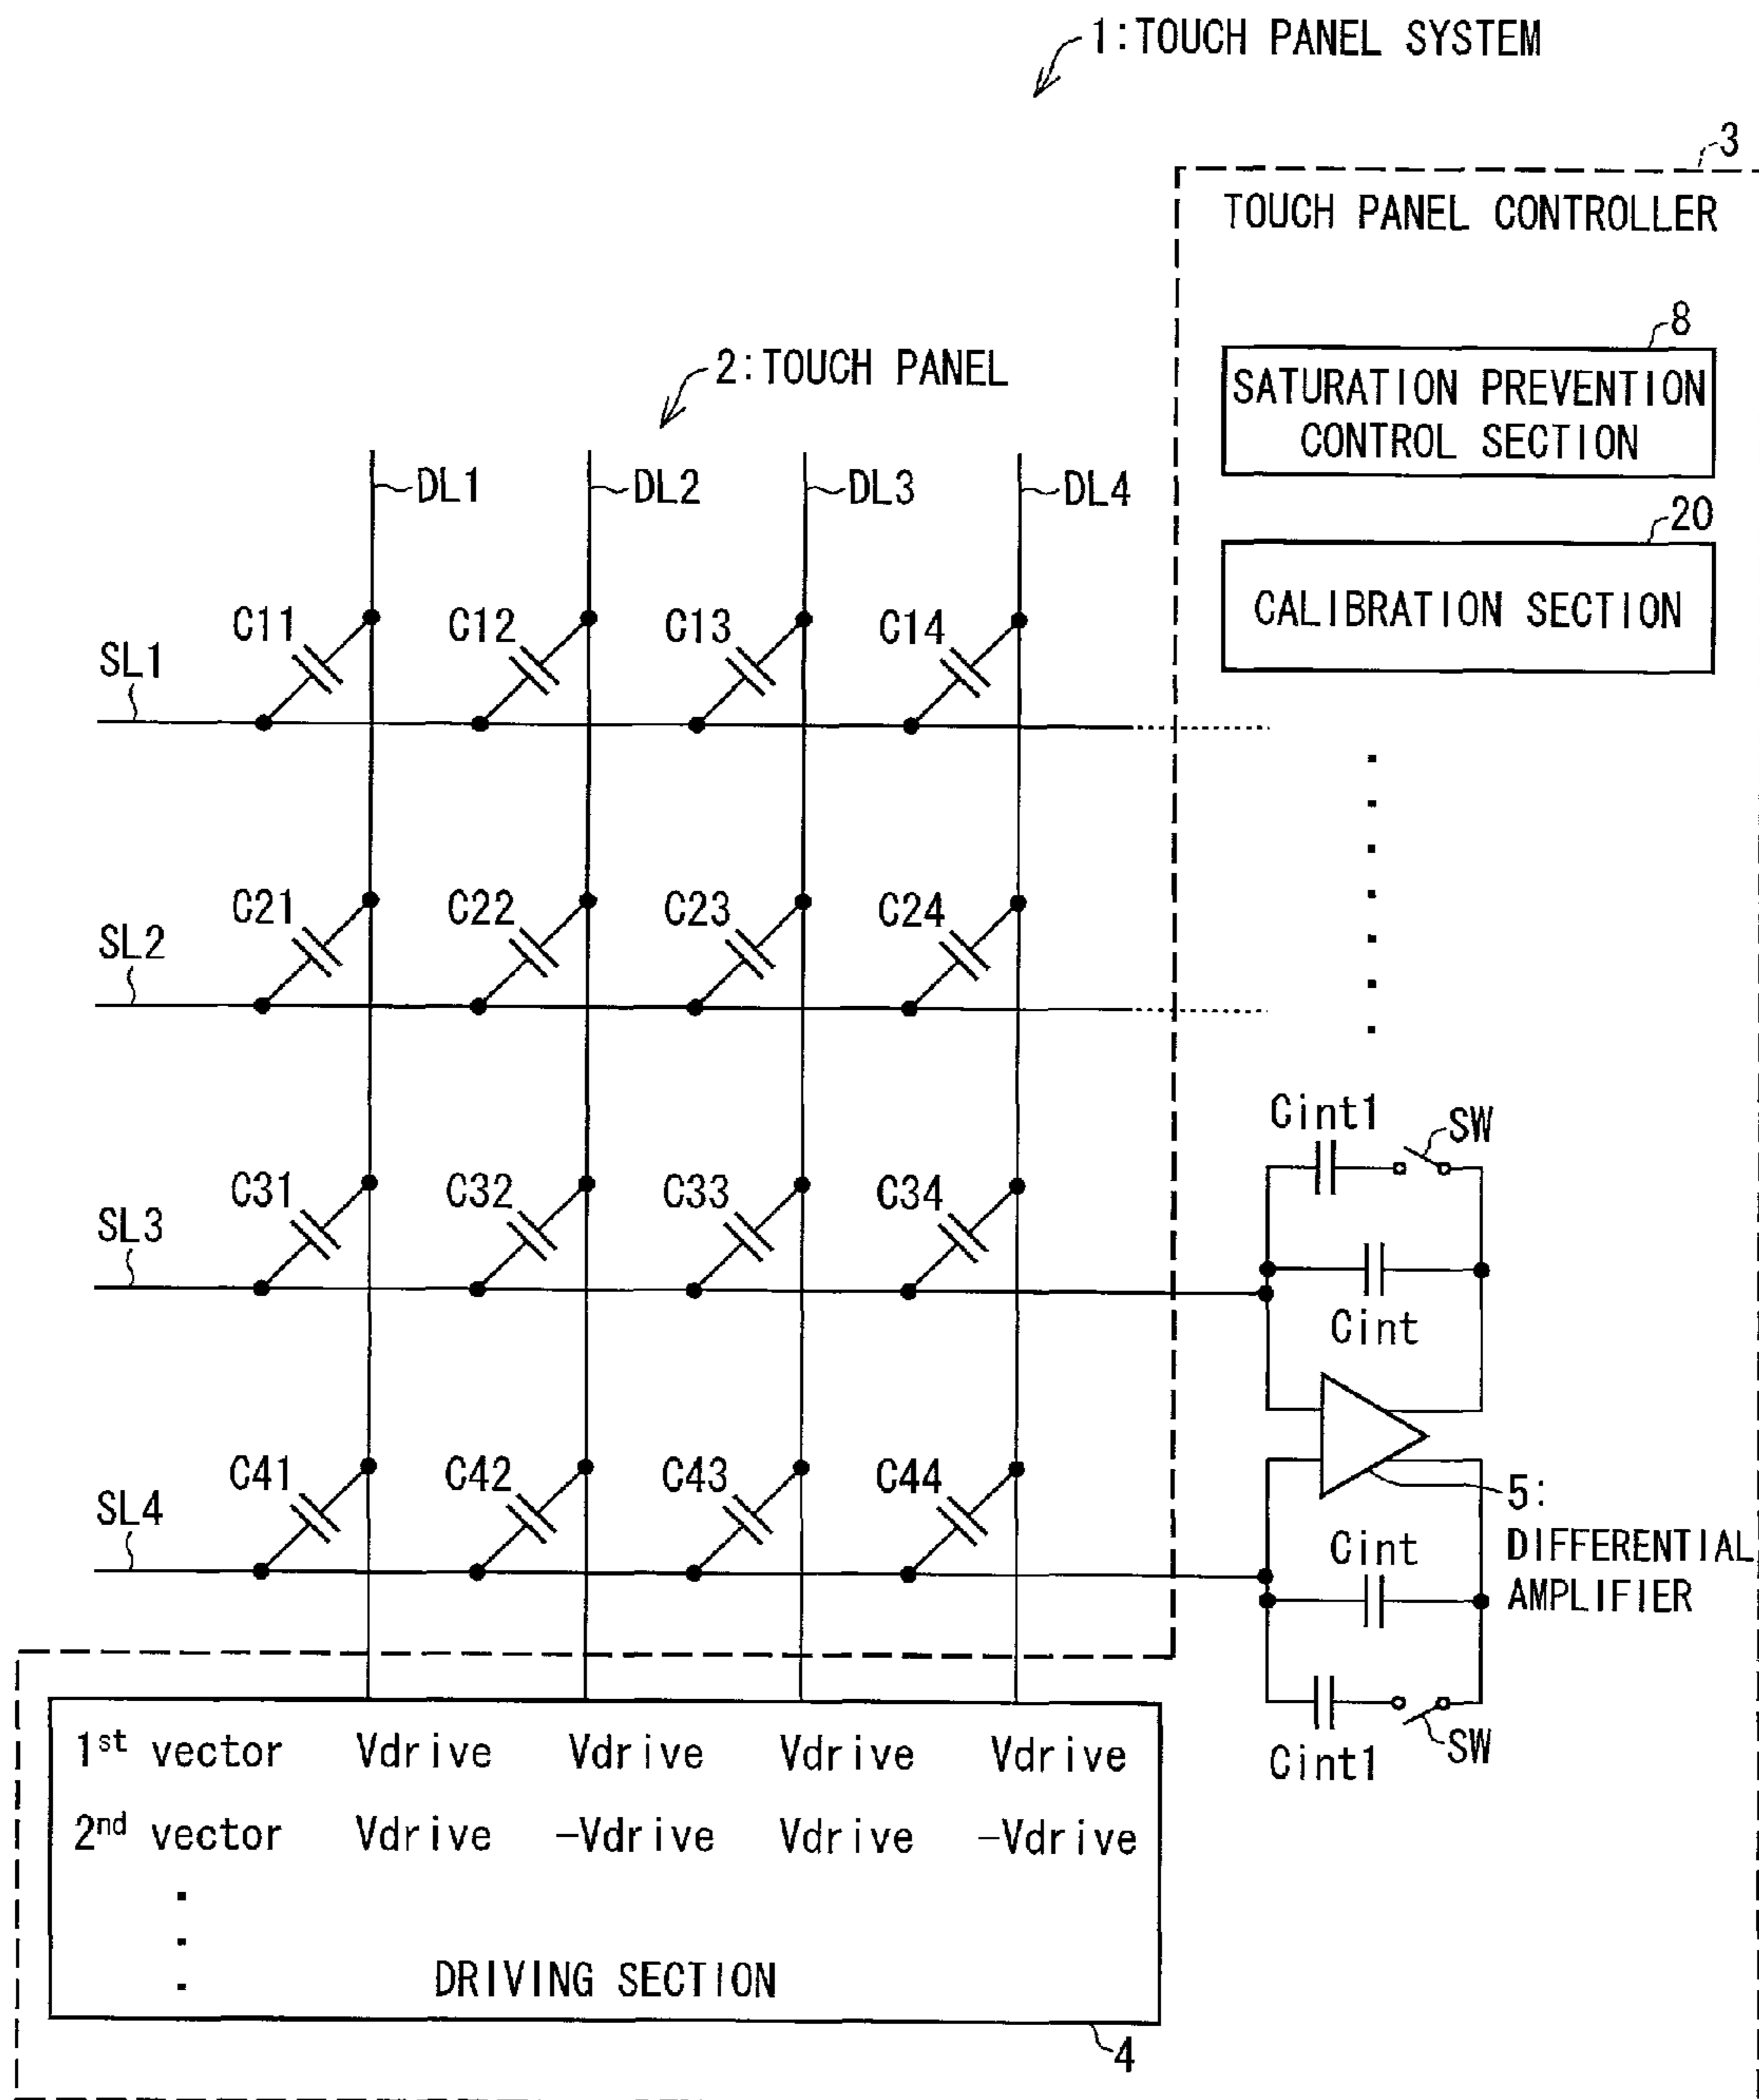 1:TOUCH PANEL SYSTEM
3
TOUCH PANEL CONTROLLER
8
SATURATION PREVENTION
CONTROL SECTION
2:TOUCH PANEL
20
CALIBRATION SECTION
DL1 DL2 DL3 DL4
C11 C12 C13 C14
SL1
C21 C22 C23 C24
SL2
Cint1 SW
C31 C32 C33 C34
SL3
Cint
C41 C42 C43 C44
SL4
5:
DIFFERENTIAL
AMPLIFIER
Cint
Cint1 SW
1st vector Vdrive Vdrive Vdrive Vdrive
2nd vector Vdrive -Vdrive Vdrive -Vdrive
DRIVING SECTION
4